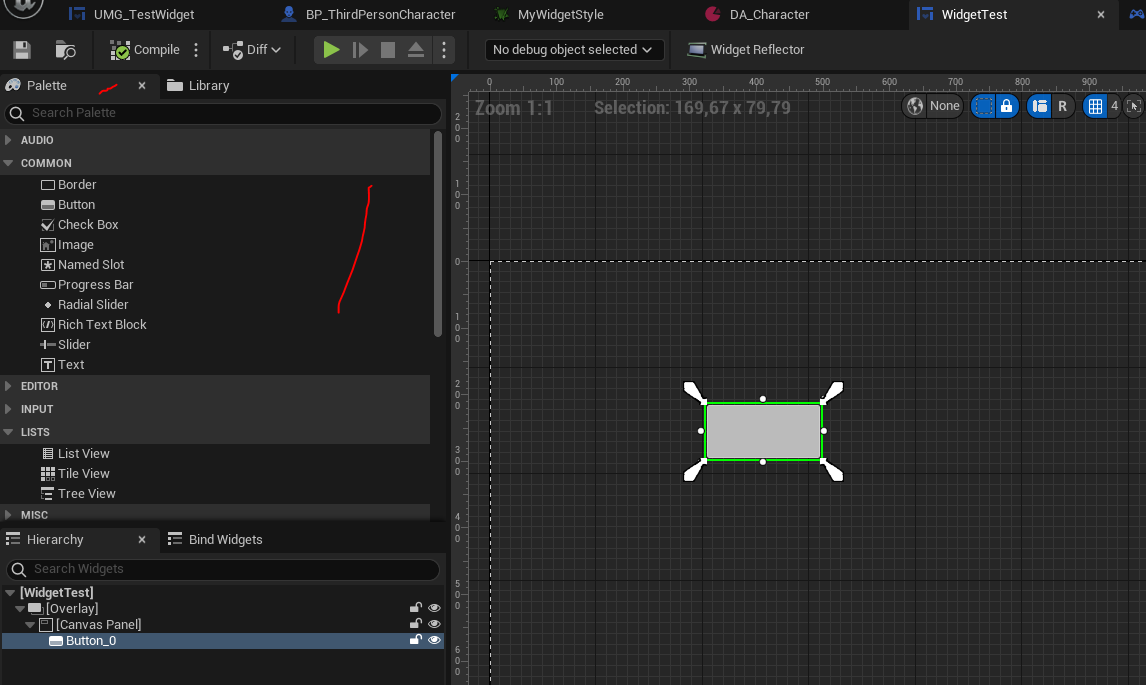 UMG_TestWidget BP_ThirdPersonCharacter MyWidgetStyle DA_Character WidgetTest
Compile Diff No debug object selected Widget Reflector
Palette Library
Search Palette
AUDIO
COMMON
Border
Button
Check Box
Image
Named Slot
Progress Bar
Radial Slider
Rich Text Block
Slider
Text
EDITOR
INPUT
LISTS
List View
Tile View
Tree View
MISC
Hierarchy Bind Widgets
Search Widgets
[WidgetTest]
[Overlay]
[Canvas Panel]
Button_0
0 100 200 300 400 500 600 700 800 900
Zoom 1:1 Selection: 169,67 x 79,79 None R 4
200
100
0
100
200
300
400
500
600